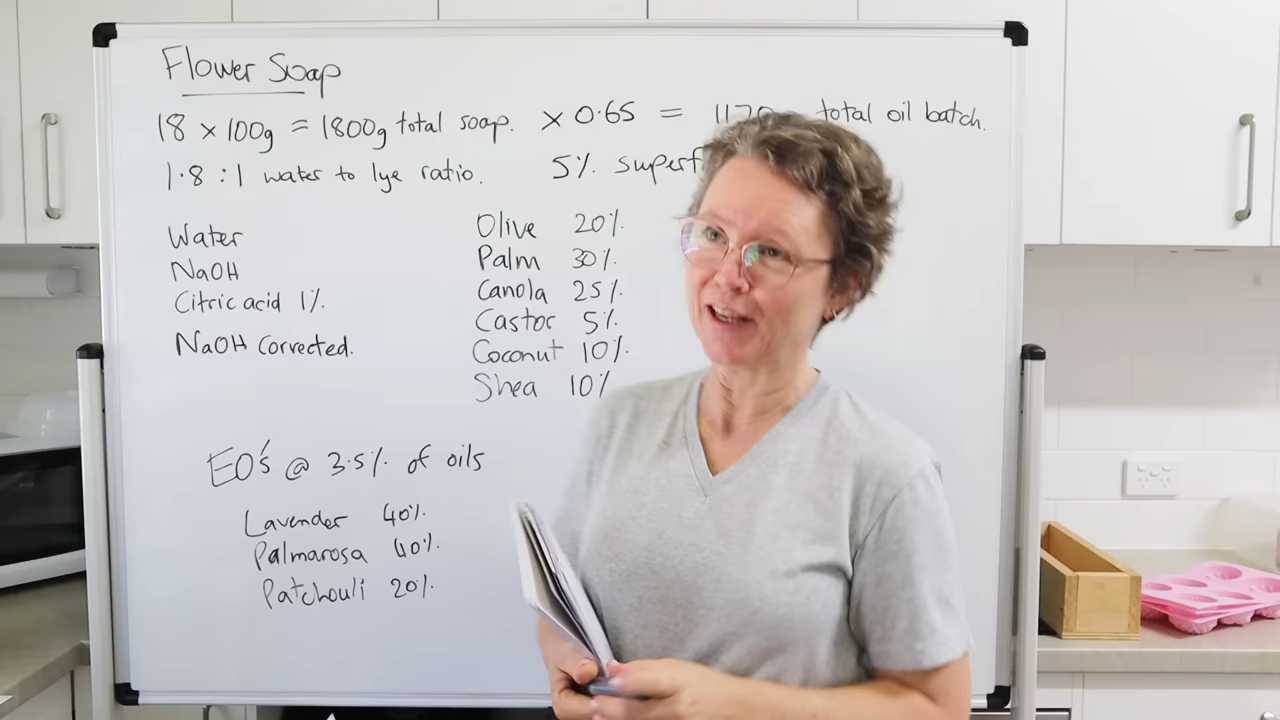 Flower Soap
18 x 100g = 1800g total soap. x 0.65 = 1170 total oil batch.
1.8 : 1 water to lye ratio. 5% superf
Water
NaOH
Citric acid 1%.
NaOH Corrected.
Olive 20%.
Palm 30%.
Canola 25%.
Castor 5%.
Coconut 10%.
Shea 10%
EO's @ 3.5% of oils
Lavender 40%.
Palmarosa 40%.
Patchouli 20%.